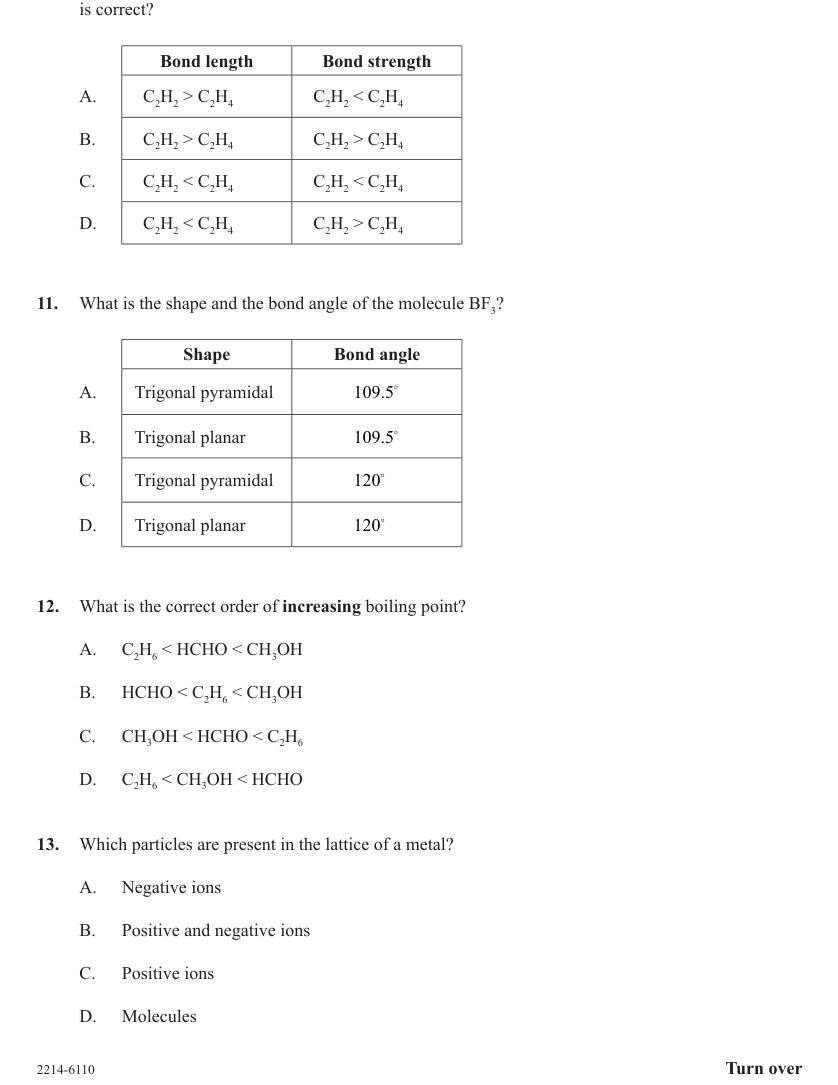 is correct?
Bond length Bond strength
A. C₂H₂ > C₂H₄ C₂H₂ < C₂H₄
B. C₂H₂ > C₂H₄ C₂H₂ > C₂H₄
C. C₂H₂ < C₂H₄ C₂H₂ < C₂H₄
D. C₂H₂ < C₂H₄ C₂H₂ > C₂H₄
11. What is the shape and the bond angle of the molecule BF₃?
Shape Bond angle
A. Trigonal pyramidal 109.5°
B. Trigonal planar 109.5°
C. Trigonal pyramidal 120°
D. Trigonal planar 120°
12. What is the correct order of increasing boiling point?
A. C₂H₆ < HCHO < CH₃OH
B. HCHO < C₂H₆ < CH₃OH
C. CH₃OH < HCHO < C₂H₆
D. C₂H₆ < CH₃OH < HCHO
13. Which particles are present in the lattice of a metal?
A. Negative ions
B. Positive and negative ions
C. Positive ions
D. Molecules
2214-6110 Turn over